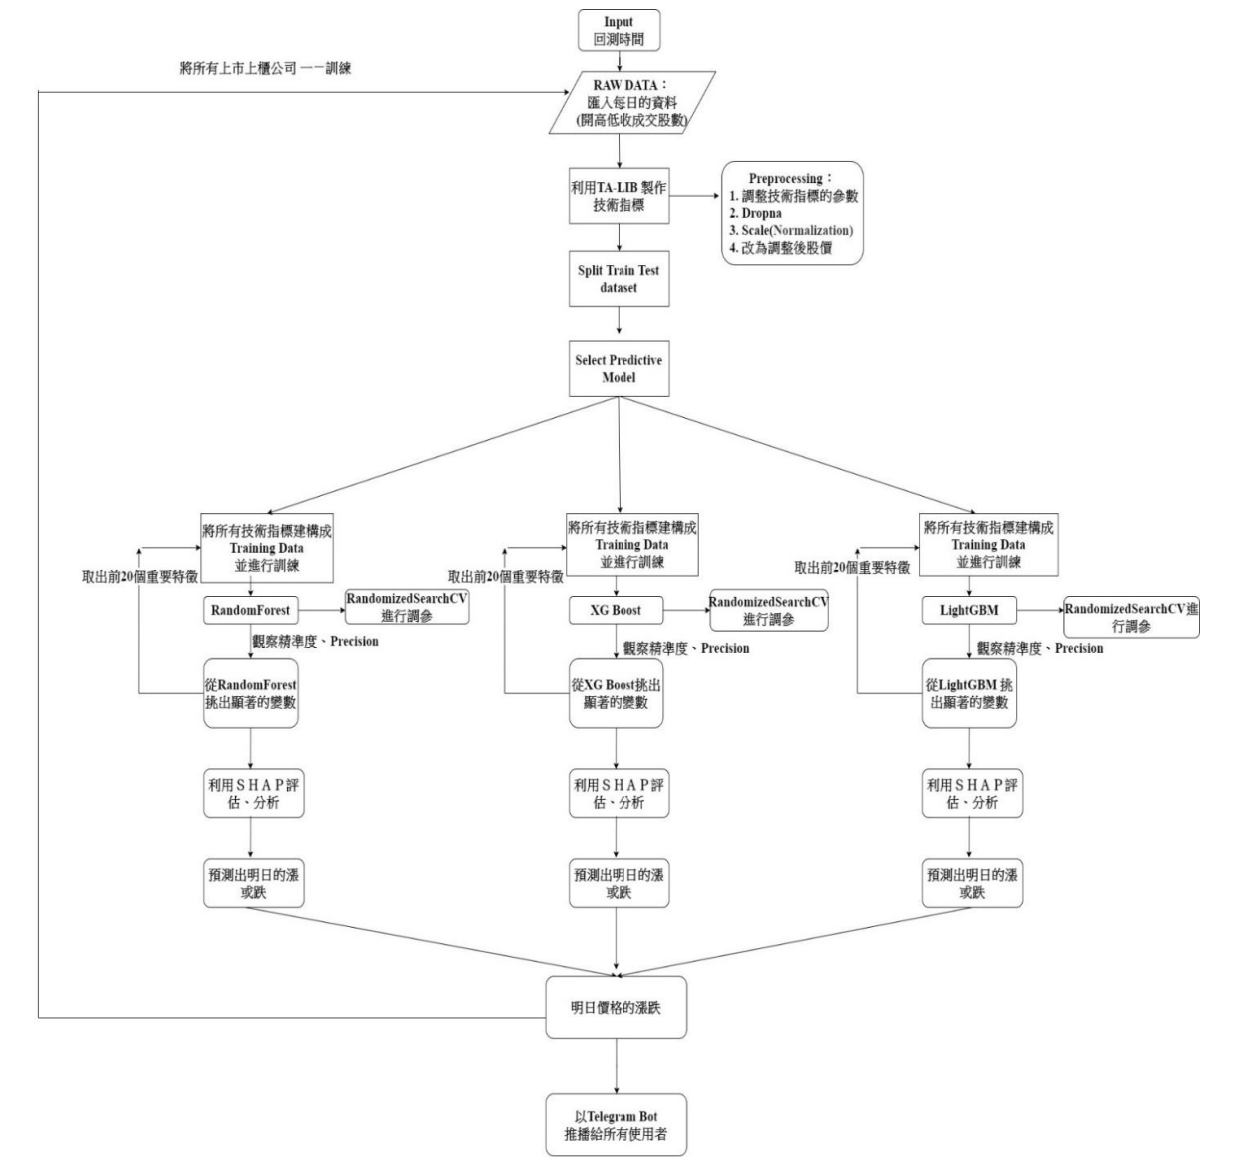 Input
回測時間
將所有上市上櫃公司 一一訓練
RAW DATA：
匯入每日的資料
(開高低收成交股數)
利用TA-LIB 製作
技術指標
Preprocessing：
1. 調整技術指標的參數
2. Dropna
3. Scale(Normalization)
4. 改為調整後股價
Split Train Test
dataset
Select Predictive
Model
將所有技術指標建構成
Training Data
並進行訓練
取出前20個重要特徵
RandomForest
RandomizedSearchCV
進行調參
觀察精準度、Precision
從RandomForest
挑出顯著的變數
利用ＳＨＡＰ評
估、分析
預測出明日的漲
或跌
將所有技術指標建構成
Training Data
並進行訓練
取出前20個重要特徵
XG Boost
RandomizedSearchCV
進行調參
觀察精準度、Precision
從XG Boost挑出
顯著的變數
利用ＳＨＡＰ評
估、分析
預測出明日的漲
或跌
將所有技術指標建構成
Training Data
並進行訓練
取出前20個重要特徵
LightGBM
RandomizedSearchCV進
行調參
觀察精準度、Precision
從LightGBM 挑
出顯著的變數
利用ＳＨＡＰ評
估、分析
預測出明日的漲
或跌
明日價格的漲跌
以Telegram Bot
推播給所有使用者